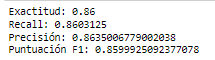 Exactitud: 0.86
Recall: 0.8603125
Precisión: 0.8635006779002038
Puntuación F1: 0.8599925092377078